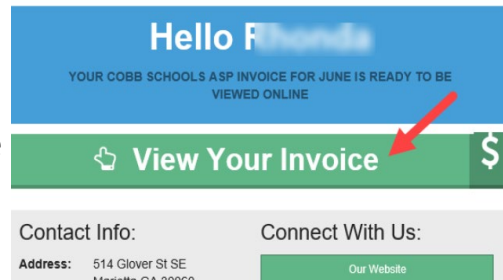 Hello
YOUR COBB SCHOOLS ASP INVOICE FOR JUNE IS READY TO BE
VIEWED ONLINE
View Your Invoice
$
Contact Info:
Connect With Us:
Address: 514 Glover St SE
Our Website